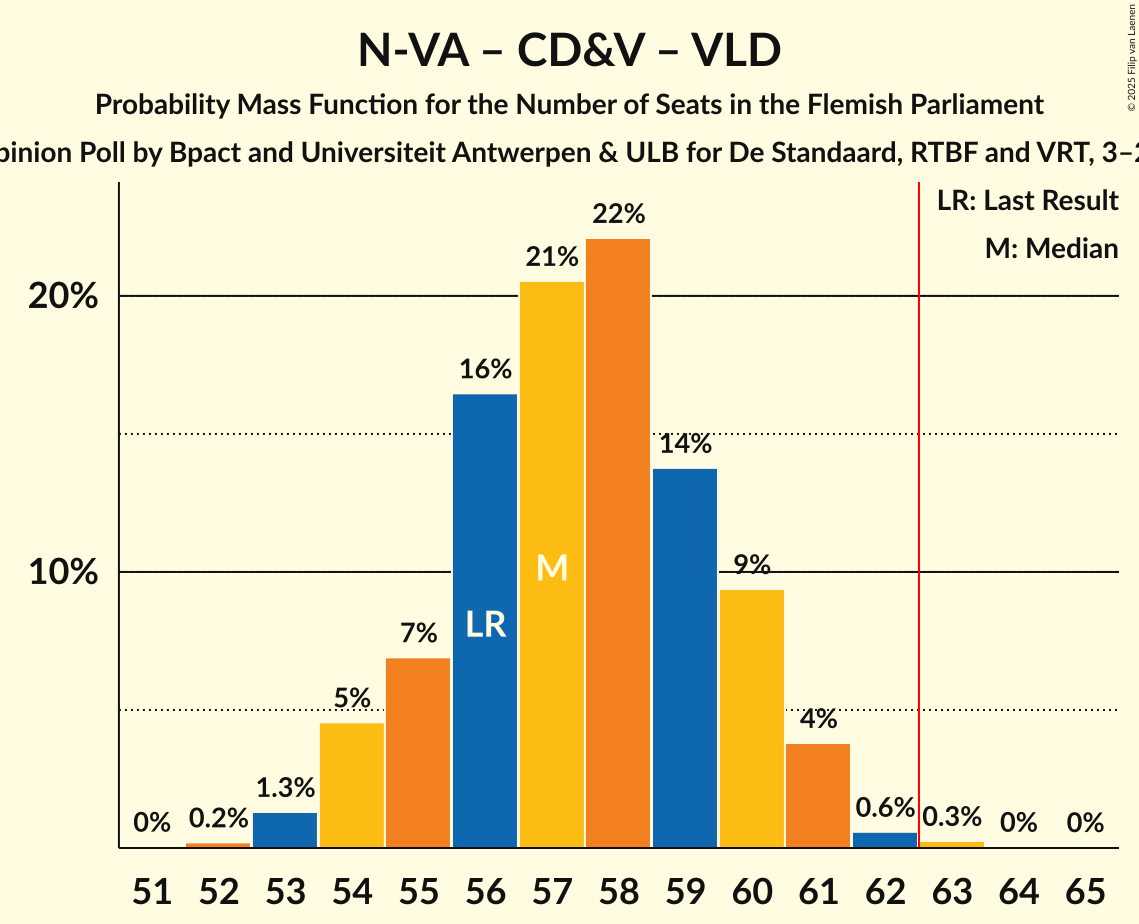 N-VA – CD&V – VLD
Probability Mass Function for the Number of Seats in the Flemish Parliament
pinion Poll by Bpact and Universiteit Antwerpen & ULB for De Standaard, RTBF and VRT, 3–2
© 2025 Filip van Laenen
LR: Last Result
M: Median
22%
21%
20%
16%
14%
10%
9%
M
LR
7%
5%
4%
1.3%
0.6%
0.3%
0.2%
0%
0%
0%
51 52 53 54 55 56 57 58 59 60 61 62 63 64 65